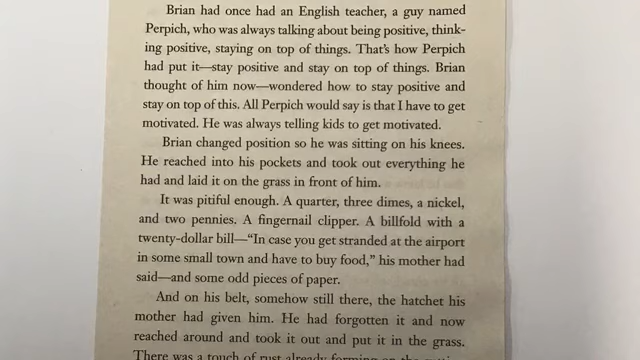 Brian had once had an English teacher, a guy named
Perpich, who was always talking about being positive, think-
ing positive, staying on top of things. That's how Perpich
had put it—stay positive and stay on top of things. Brian
thought of him now—wondered how to stay positive and
stay on top of this. All Perpich would say is that I have to get
motivated. He was always telling kids to get motivated.
Brian changed position so he was sitting on his knees.
He reached into his pockets and took out everything he
had and laid it on the grass in front of him.
It was pitiful enough. A quarter, three dimes, a nickel,
and two pennies. A fingernail clipper. A billfold with a
twenty-dollar bill—"In case you get stranded at the airport
in some small town and have to buy food," his mother had
said—and some odd pieces of paper.
And on his belt, somehow still there, the hatchet his
mother had given him. He had forgotten it and now
reached around and took it out and put it in the grass.
There was a touch of rust already forming on the